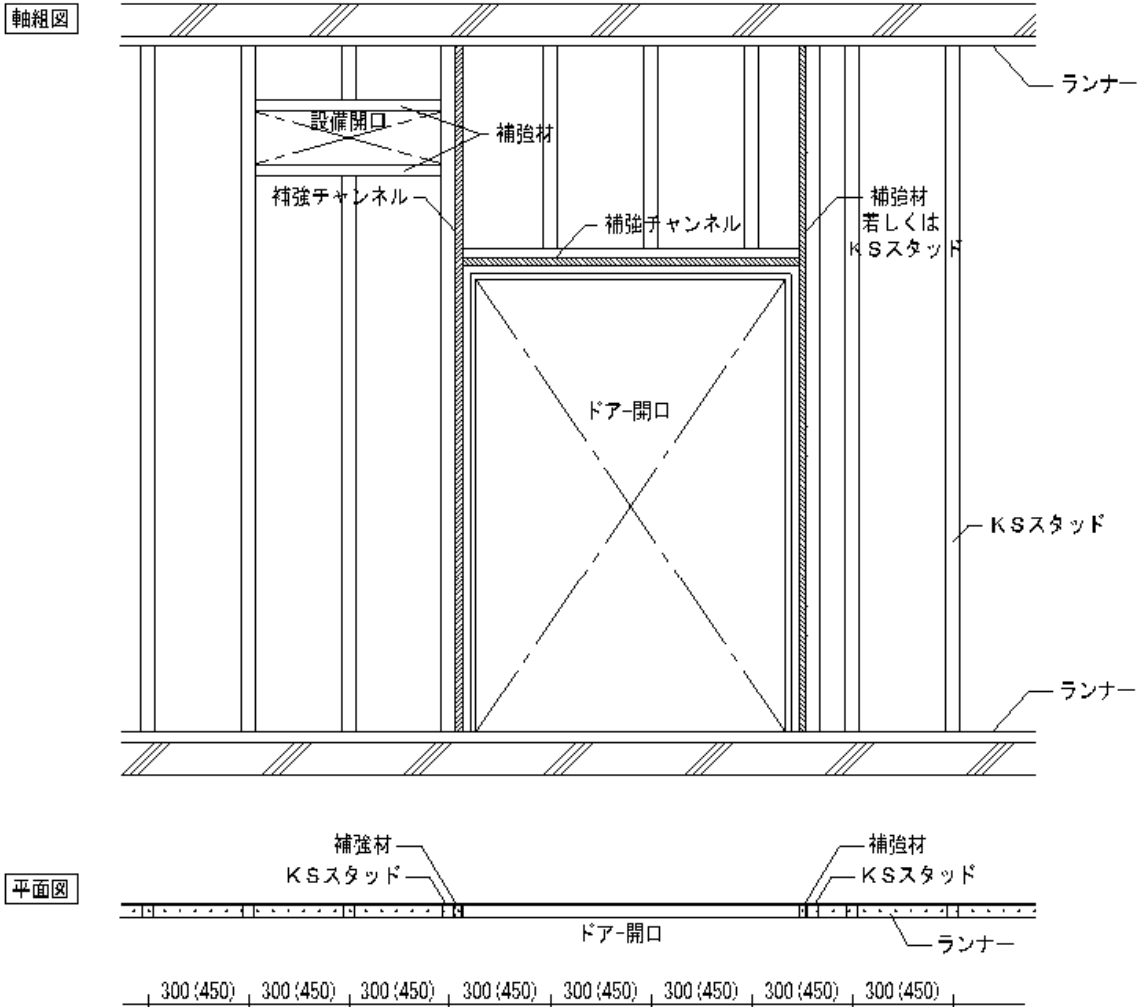 軸組図
ランナー
設備開口
補強材
補強チャンネル
補強チャンネル
補強材
若しくは
KSスタッド
ドアー開口
KSスタッド
ランナー
補強材
補強材
KSスタッド
KSスタッド
平面図
ドアー開口
ランナー
300(450) 300(450) 300(450) 300(450) 300(450) 300(450) 300(450) 300(450)